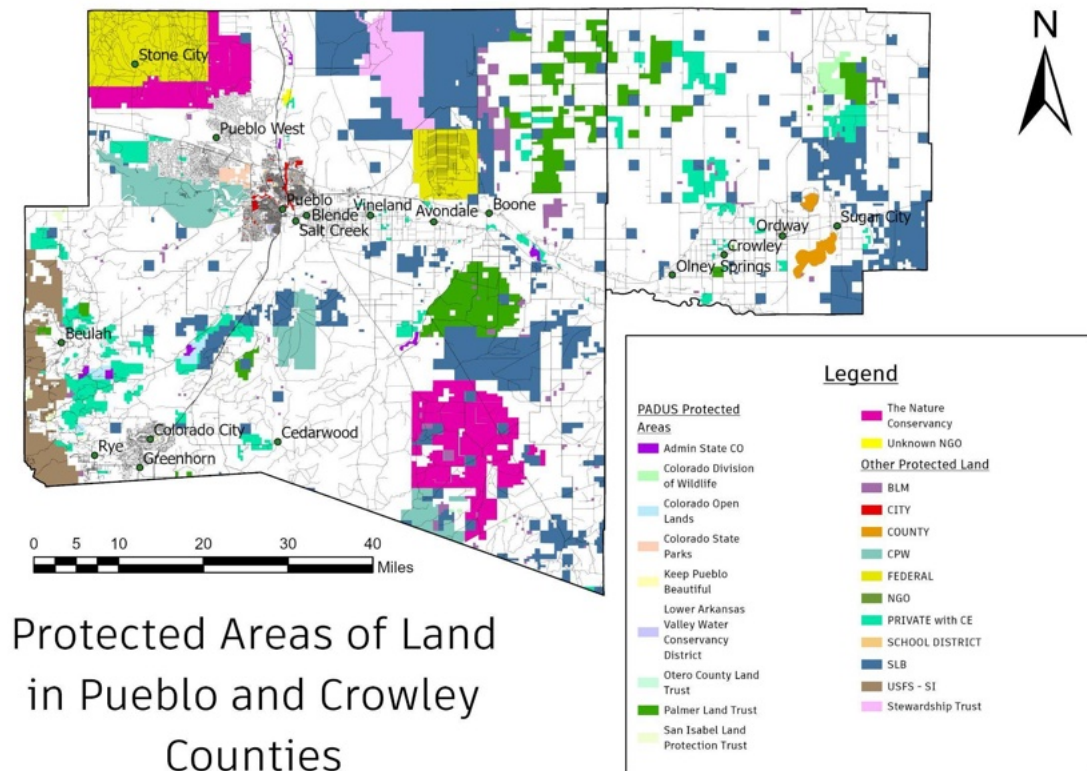 N
Stone City
Pueblo West
Pueblo
Blende
Vineland
Avondale
Boone
Salt Creek
Ordway
Sugar City
Crowley
Olney Springs
Beulah
Colorado City
Cedarwood
Rye
Greenhorn
0 5 10 20 30 40
Miles
Protected Areas of Land
in Pueblo and Crowley
Counties
Legend
PADUS Protected
Areas
Admin State CO
Colorado Division
of Wildlife
Colorado Open
Lands
Colorado State
Parks
Keep Pueblo
Beautiful
Lower Arkansas
Valley Water
Conservancy
District
Otero County Land
Trust
Palmer Land Trust
San Isabel Land
Protection Trust
The Nature
Conservancy
Unknown NGO
Other Protected Land
BLM
CITY
COUNTY
CPW
FEDERAL
NGO
PRIVATE with CE
SCHOOL DISTRICT
SLB
USFS - SI
Stewardship Trust